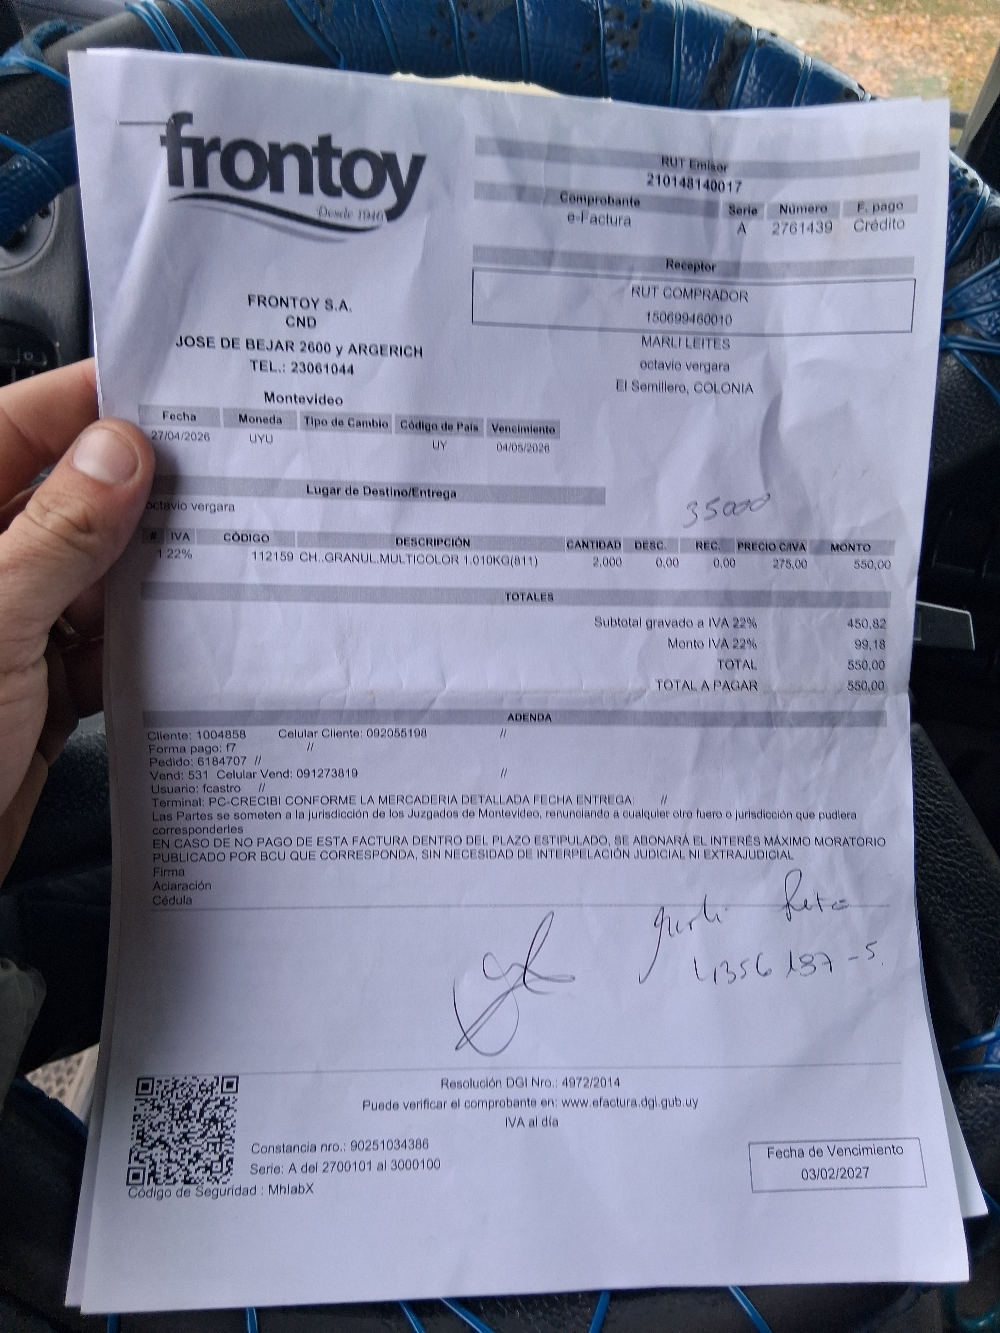 frontoy
Desde 1946
RUT Emisor
210148140017
Comprobante Serie Número F. pago
e-Factura A 2761439 Crédito
Receptor
RUT COMPRADOR
150699460010
MARLI LEITES
octavio vergara
El Semillero, COLONIA
FRONTOY S.A.
CND
JOSE DE BEJAR 2600 y ARGERICH
TEL.: 23061044
Montevideo
Fecha Moneda Tipo de Cambio Código de País Vencimiento
27/04/2026 UYU UY 04/05/2026
Lugar de Destino/Entrega
octavio vergara
35000
# IVA CÓDIGO DESCRIPCIÓN CANTIDAD DESC. REC. PRECIO C/IVA MONTO
1 22% 112159 CH..GRANUL.MULTICOLOR 1.010KG(811) 2,000 0,00 0,00 275,00 550,00
TOTALES
Subtotal gravado a IVA 22% 450,82
Monto IVA 22% 99,18
TOTAL 550,00
TOTAL A PAGAR 550,00
ADENDA
Cliente: 1004858 Celular Cliente: 092055198 //
Forma pago: f7 //
Pedido: 6184707 //
Vend: 531 Celular Vend: 091273819 //
Usuario: fcastro //
Terminal: PC-CRECIBI CONFORME LA MERCADERIA DETALLADA FECHA ENTREGA: //
Las Partes se someten a la jurisdicción de los Juzgados de Montevideo, renunciando a cualquier otro fuero o jurisdicción que pudiera
corresponderles
EN CASO DE NO PAGO DE ESTA FACTURA DENTRO DEL PLAZO ESTIPULADO, SE ABONARÁ EL INTERÉS MÁXIMO MORATORIO
PUBLICADO POR BCU QUE CORRESPONDA, SIN NECESIDAD DE INTERPELACIÓN JUDICIAL NI EXTRAJUDICIAL
Firma
Aclaración
Cédula
Resolución DGI Nro.: 4972/2014
Puede verificar el comprobante en: www.efactura.dgi.gub.uy
IVA al día
Constancia nro.: 90251034386
Serie: A del 2700101 al 3000100
Código de Seguridad : MhlabX
Fecha de Vencimiento
03/02/2027